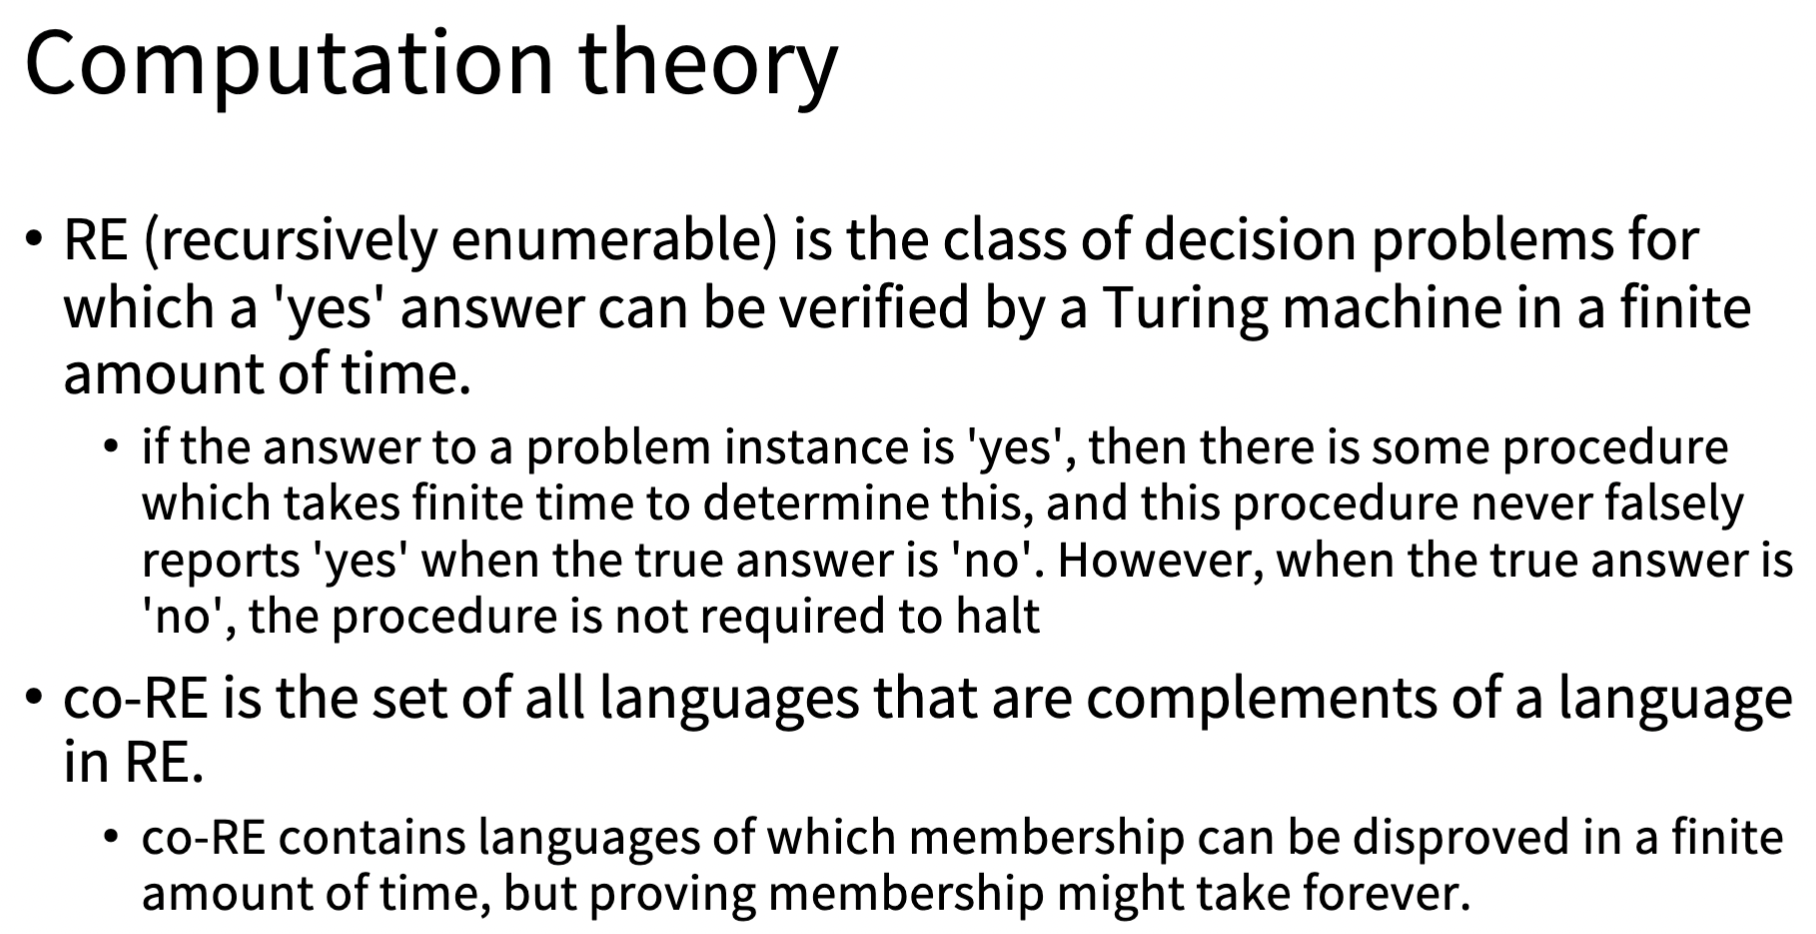 Computation theory
• RE (recursively enumerable) is the class of decision problems for
which a 'yes' answer can be verified by a Turing machine in a finite
amount of time.
• if the answer to a problem instance is 'yes', then there is some procedure
which takes finite time to determine this, and this procedure never falsely
reports 'yes' when the true answer is 'no'. However, when the true answer is
'no', the procedure is not required to halt
• co-RE is the set of all languages that are complements of a language
in RE.
• co-RE contains languages of which membership can be disproved in a finite
amount of time, but proving membership might take forever.